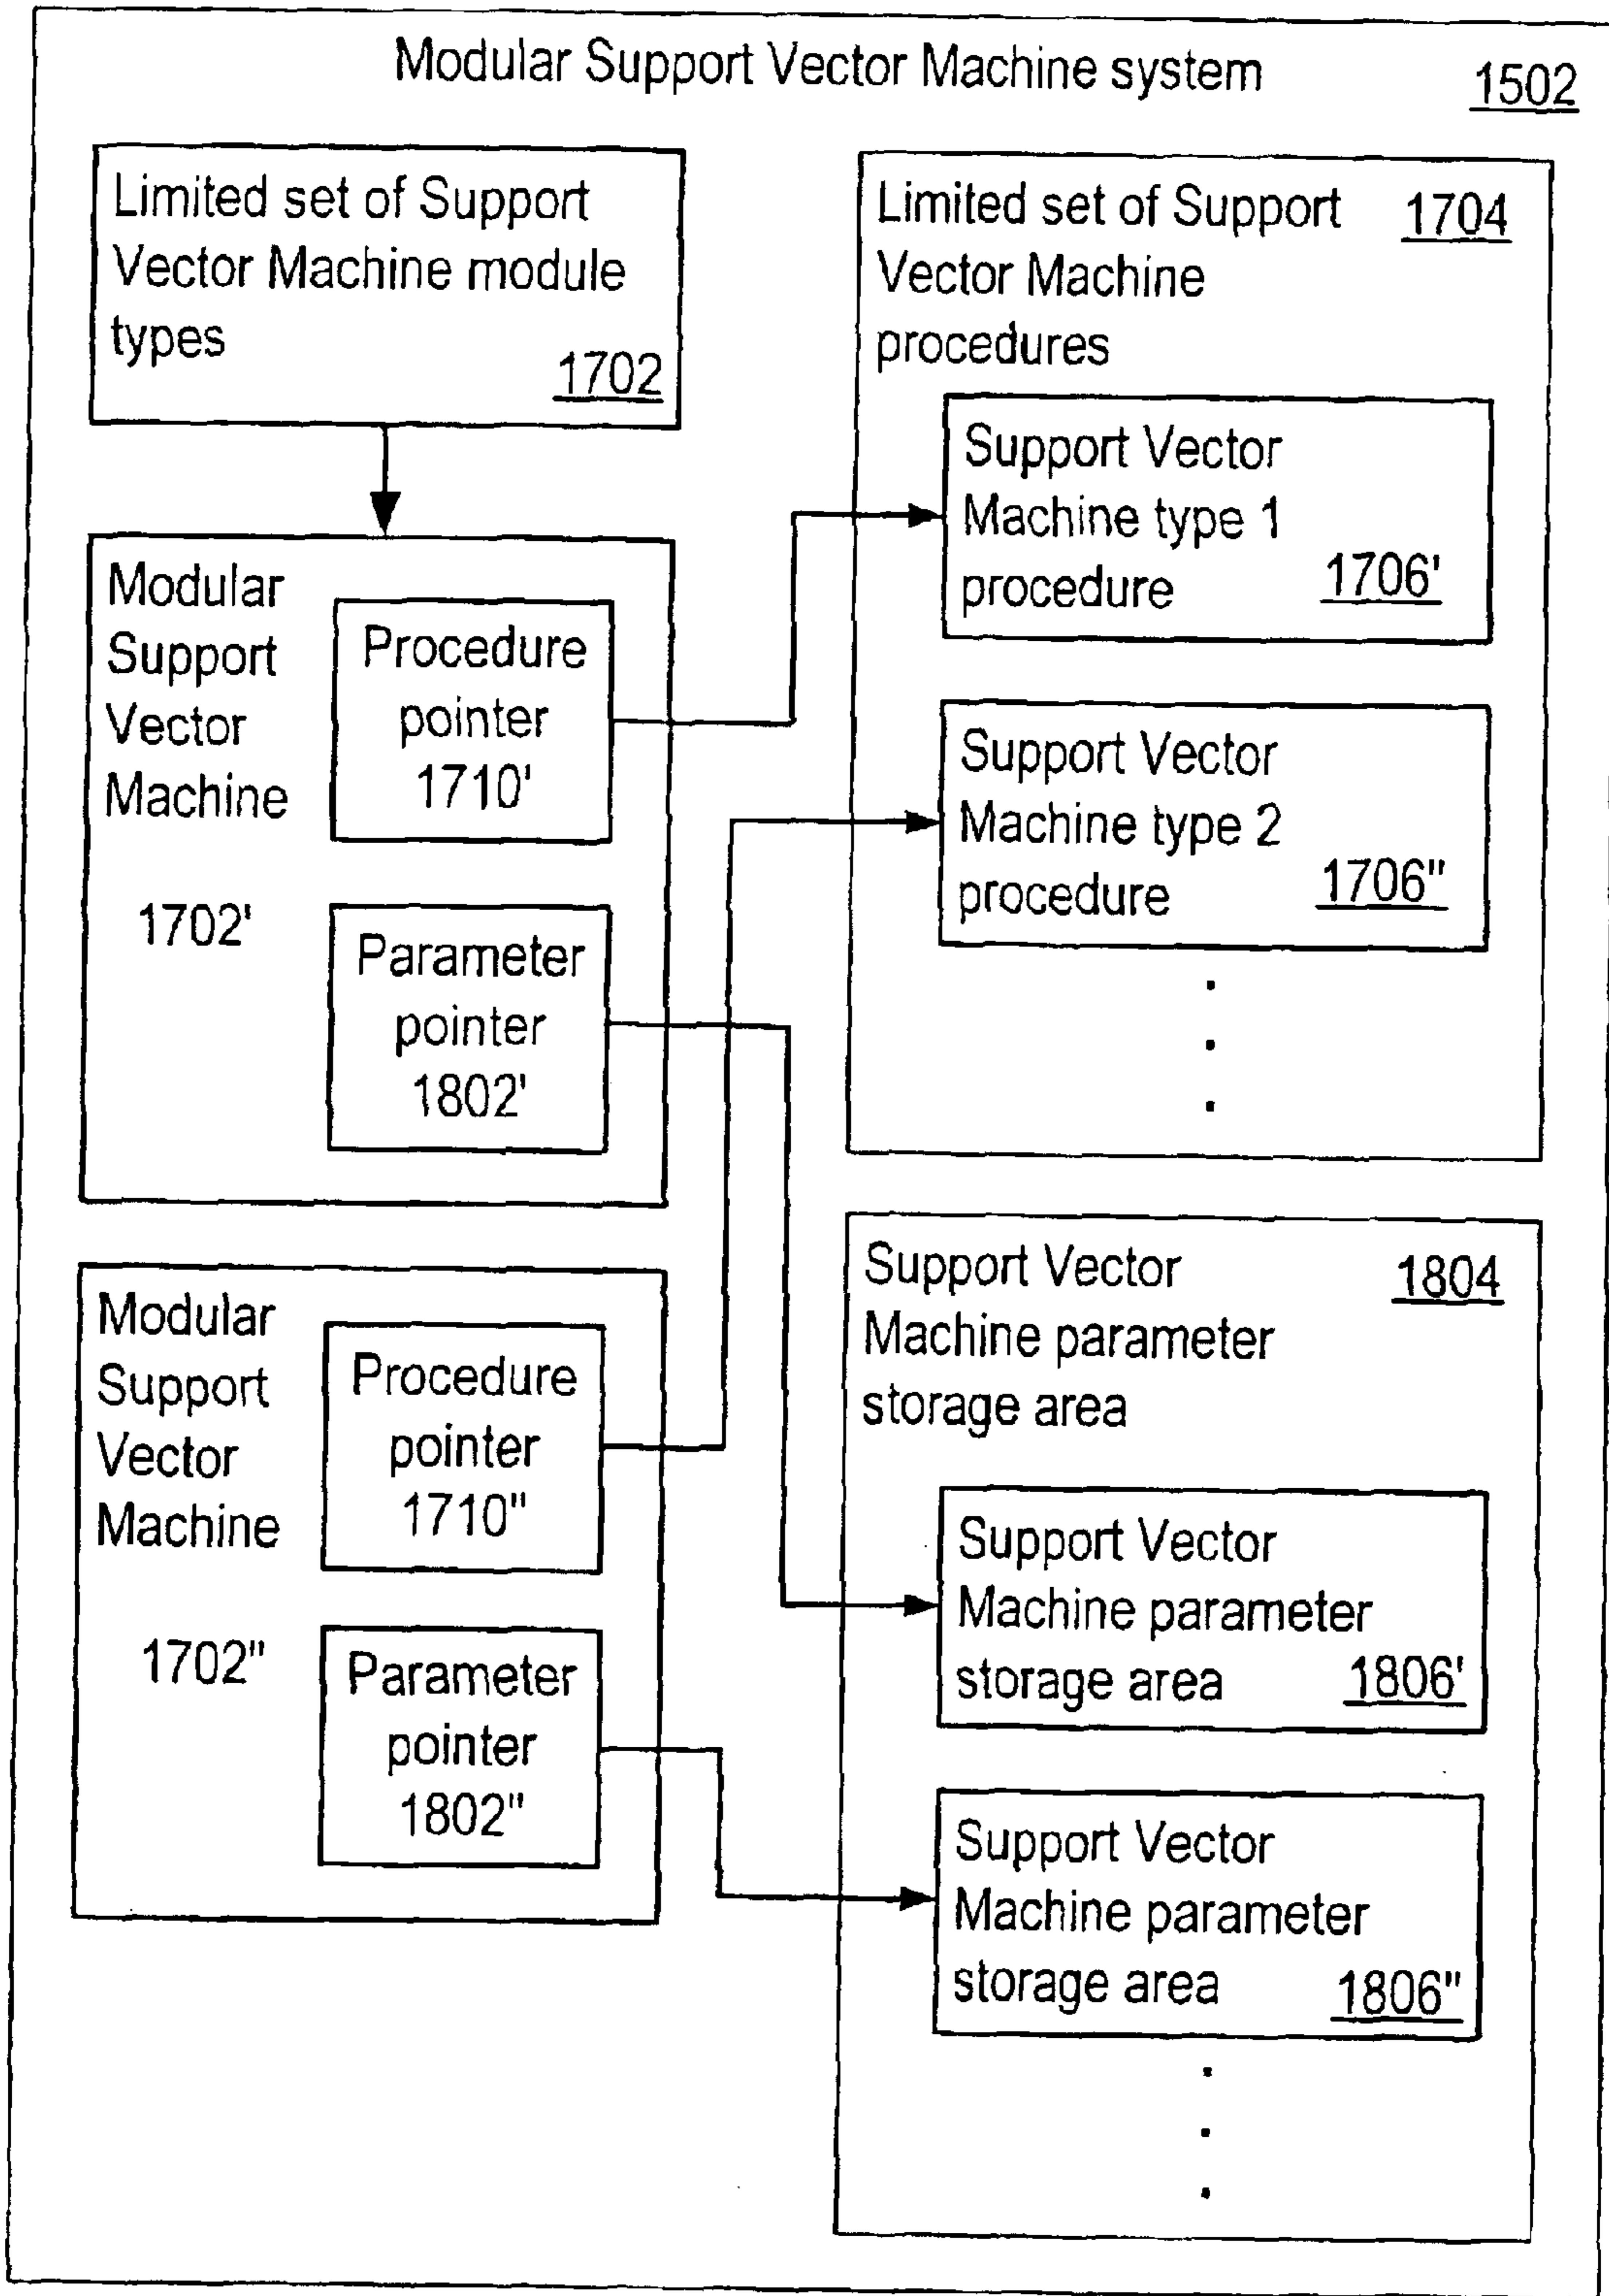 Modular Support Vector Machine system 1502
Limited set of Support
Vector Machine module
types
1702
Modular
Support
Vector
Machine
1702'
Procedure
pointer
1710'
Parameter
pointer
1802'
Modular
Support
Vector
Machine
1702"
Procedure
pointer
1710"
Parameter
pointer
1802"
Limited set of Support 1704
Vector Machine
procedures
Support Vector
Machine type 1
procedure 1706'
Support Vector
Machine type 2
procedure 1706"
Support Vector 1804
Machine parameter
storage area
Support Vector
Machine parameter
storage area 1806'
Support Vector
Machine parameter
storage area 1806"